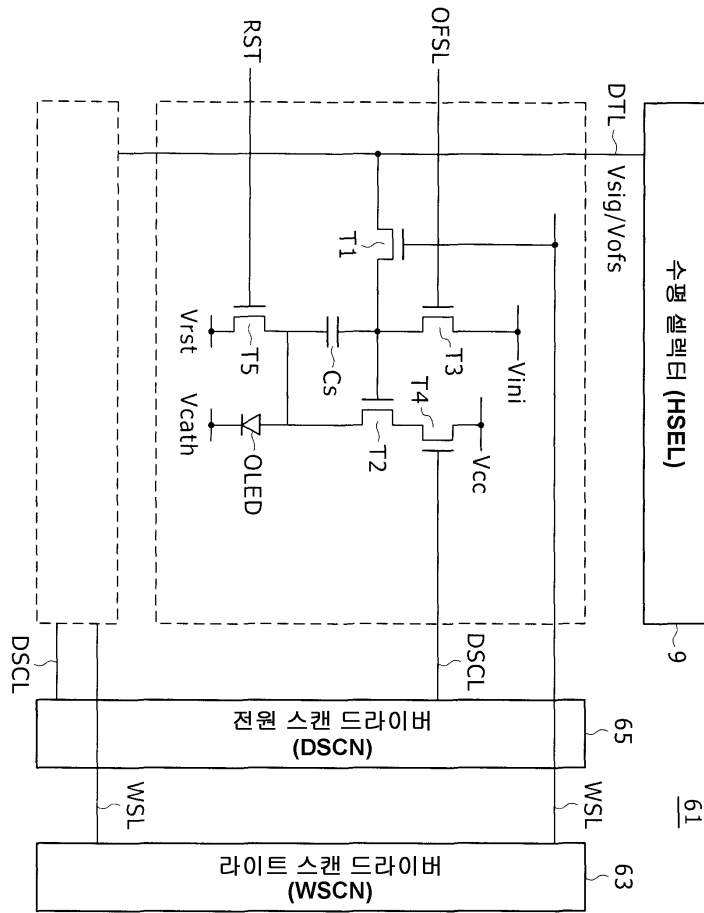 RST
OFSL
DTL
Vsig/Vofs
수평 셀렉터 (HSEL)
9
T1
T3
Vini
T5
Vrst
Cs
T4
T2
Vcc
Vcath
OLED
DSCL
DSCL
전원 스캔 드라이버
(DSCN)
65
WSL
WSL
61
라이트 스캔 드라이버
(WSCN)
63